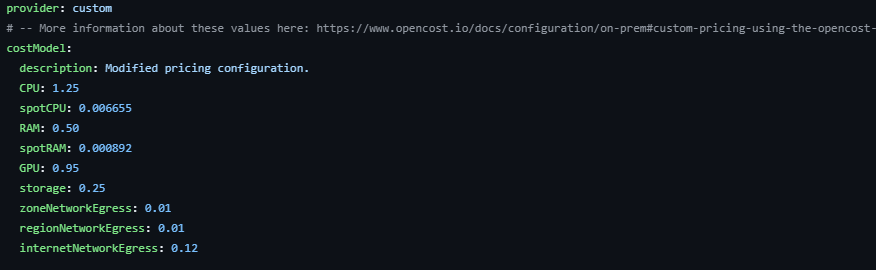 provider: custom
# -- More information about these values here: https://www.opencost.io/docs/configuration/on-prem#custom-pricing-using-the-opencost-
costModel:
description: Modified pricing configuration.
CPU: 1.25
spotCPU: 0.006655
RAM: 0.50
spotRAM: 0.000892
GPU: 0.95
storage: 0.25
zoneNetworkEgress: 0.01
regionNetworkEgress: 0.01
internetNetworkEgress: 0.12